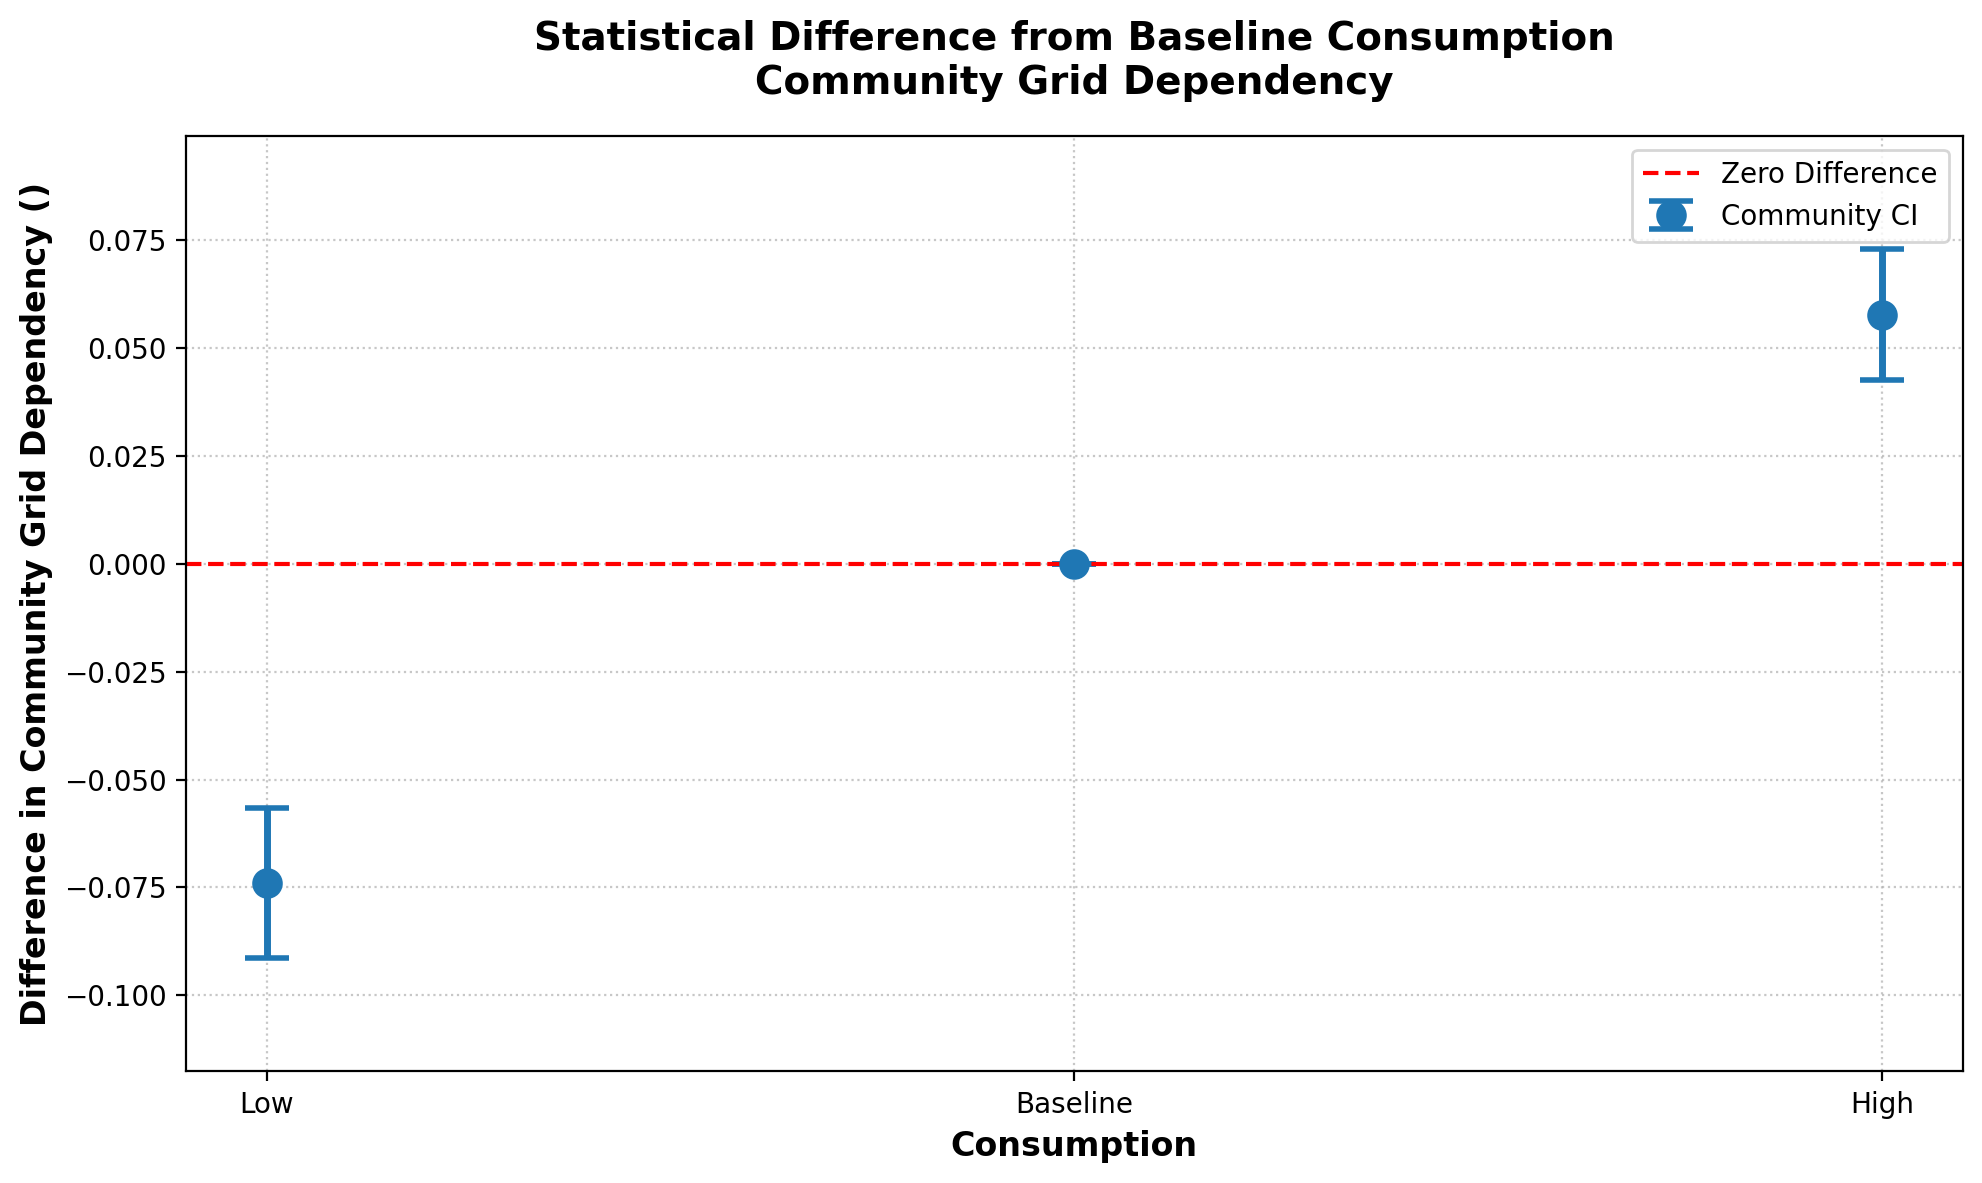 Statistical Difference from Baseline Consumption
Community Grid Dependency
Difference in Community Grid Dependency ()
Zero Difference
Community CI
0.075
0.050
0.025
0.000
−0.025
−0.050
−0.075
−0.100
Low
Baseline
High
Consumption